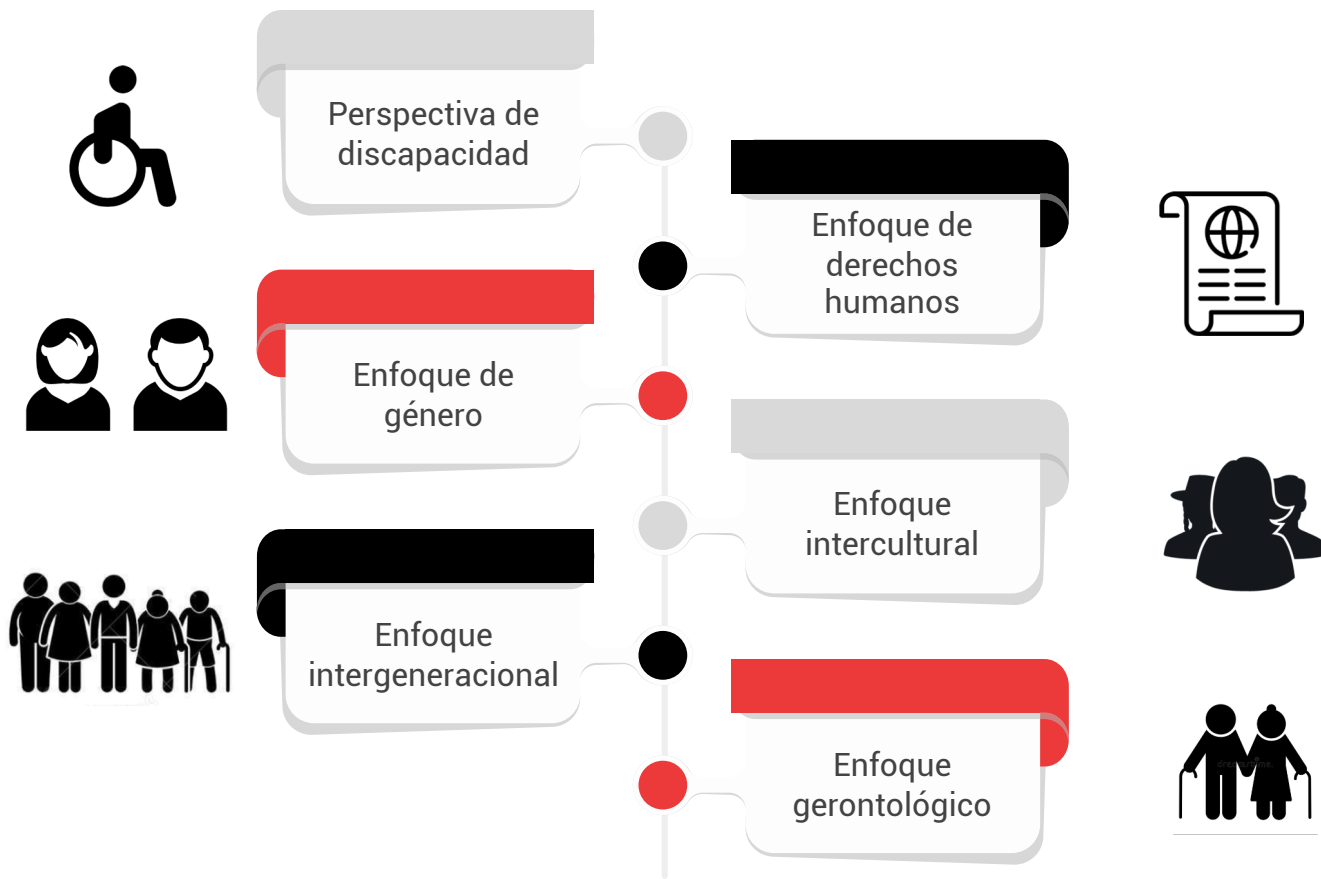 Perspectiva de
discapacidad
Enfoque de
derechos
humanos
Enfoque de
género
Enfoque
intercultural
Enfoque
intergeneracional
Enfoque
gerontológico